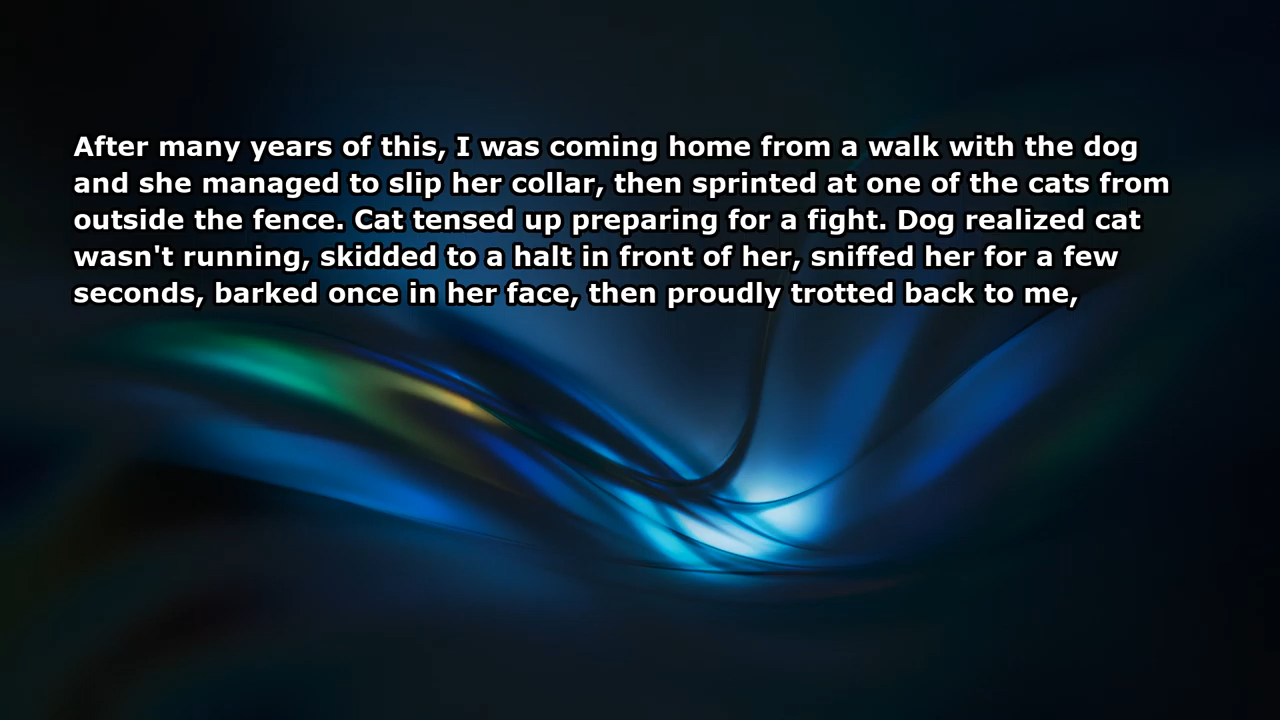 After many years of this, I was coming home from a walk with the dog
and she managed to slip her collar, then sprinted at one of the cats from
outside the fence. Cat tensed up preparing for a fight. Dog realized cat
wasn't running, skidded to a halt in front of her, sniffed her for a few
seconds, barked once in her face, then proudly trotted back to me,